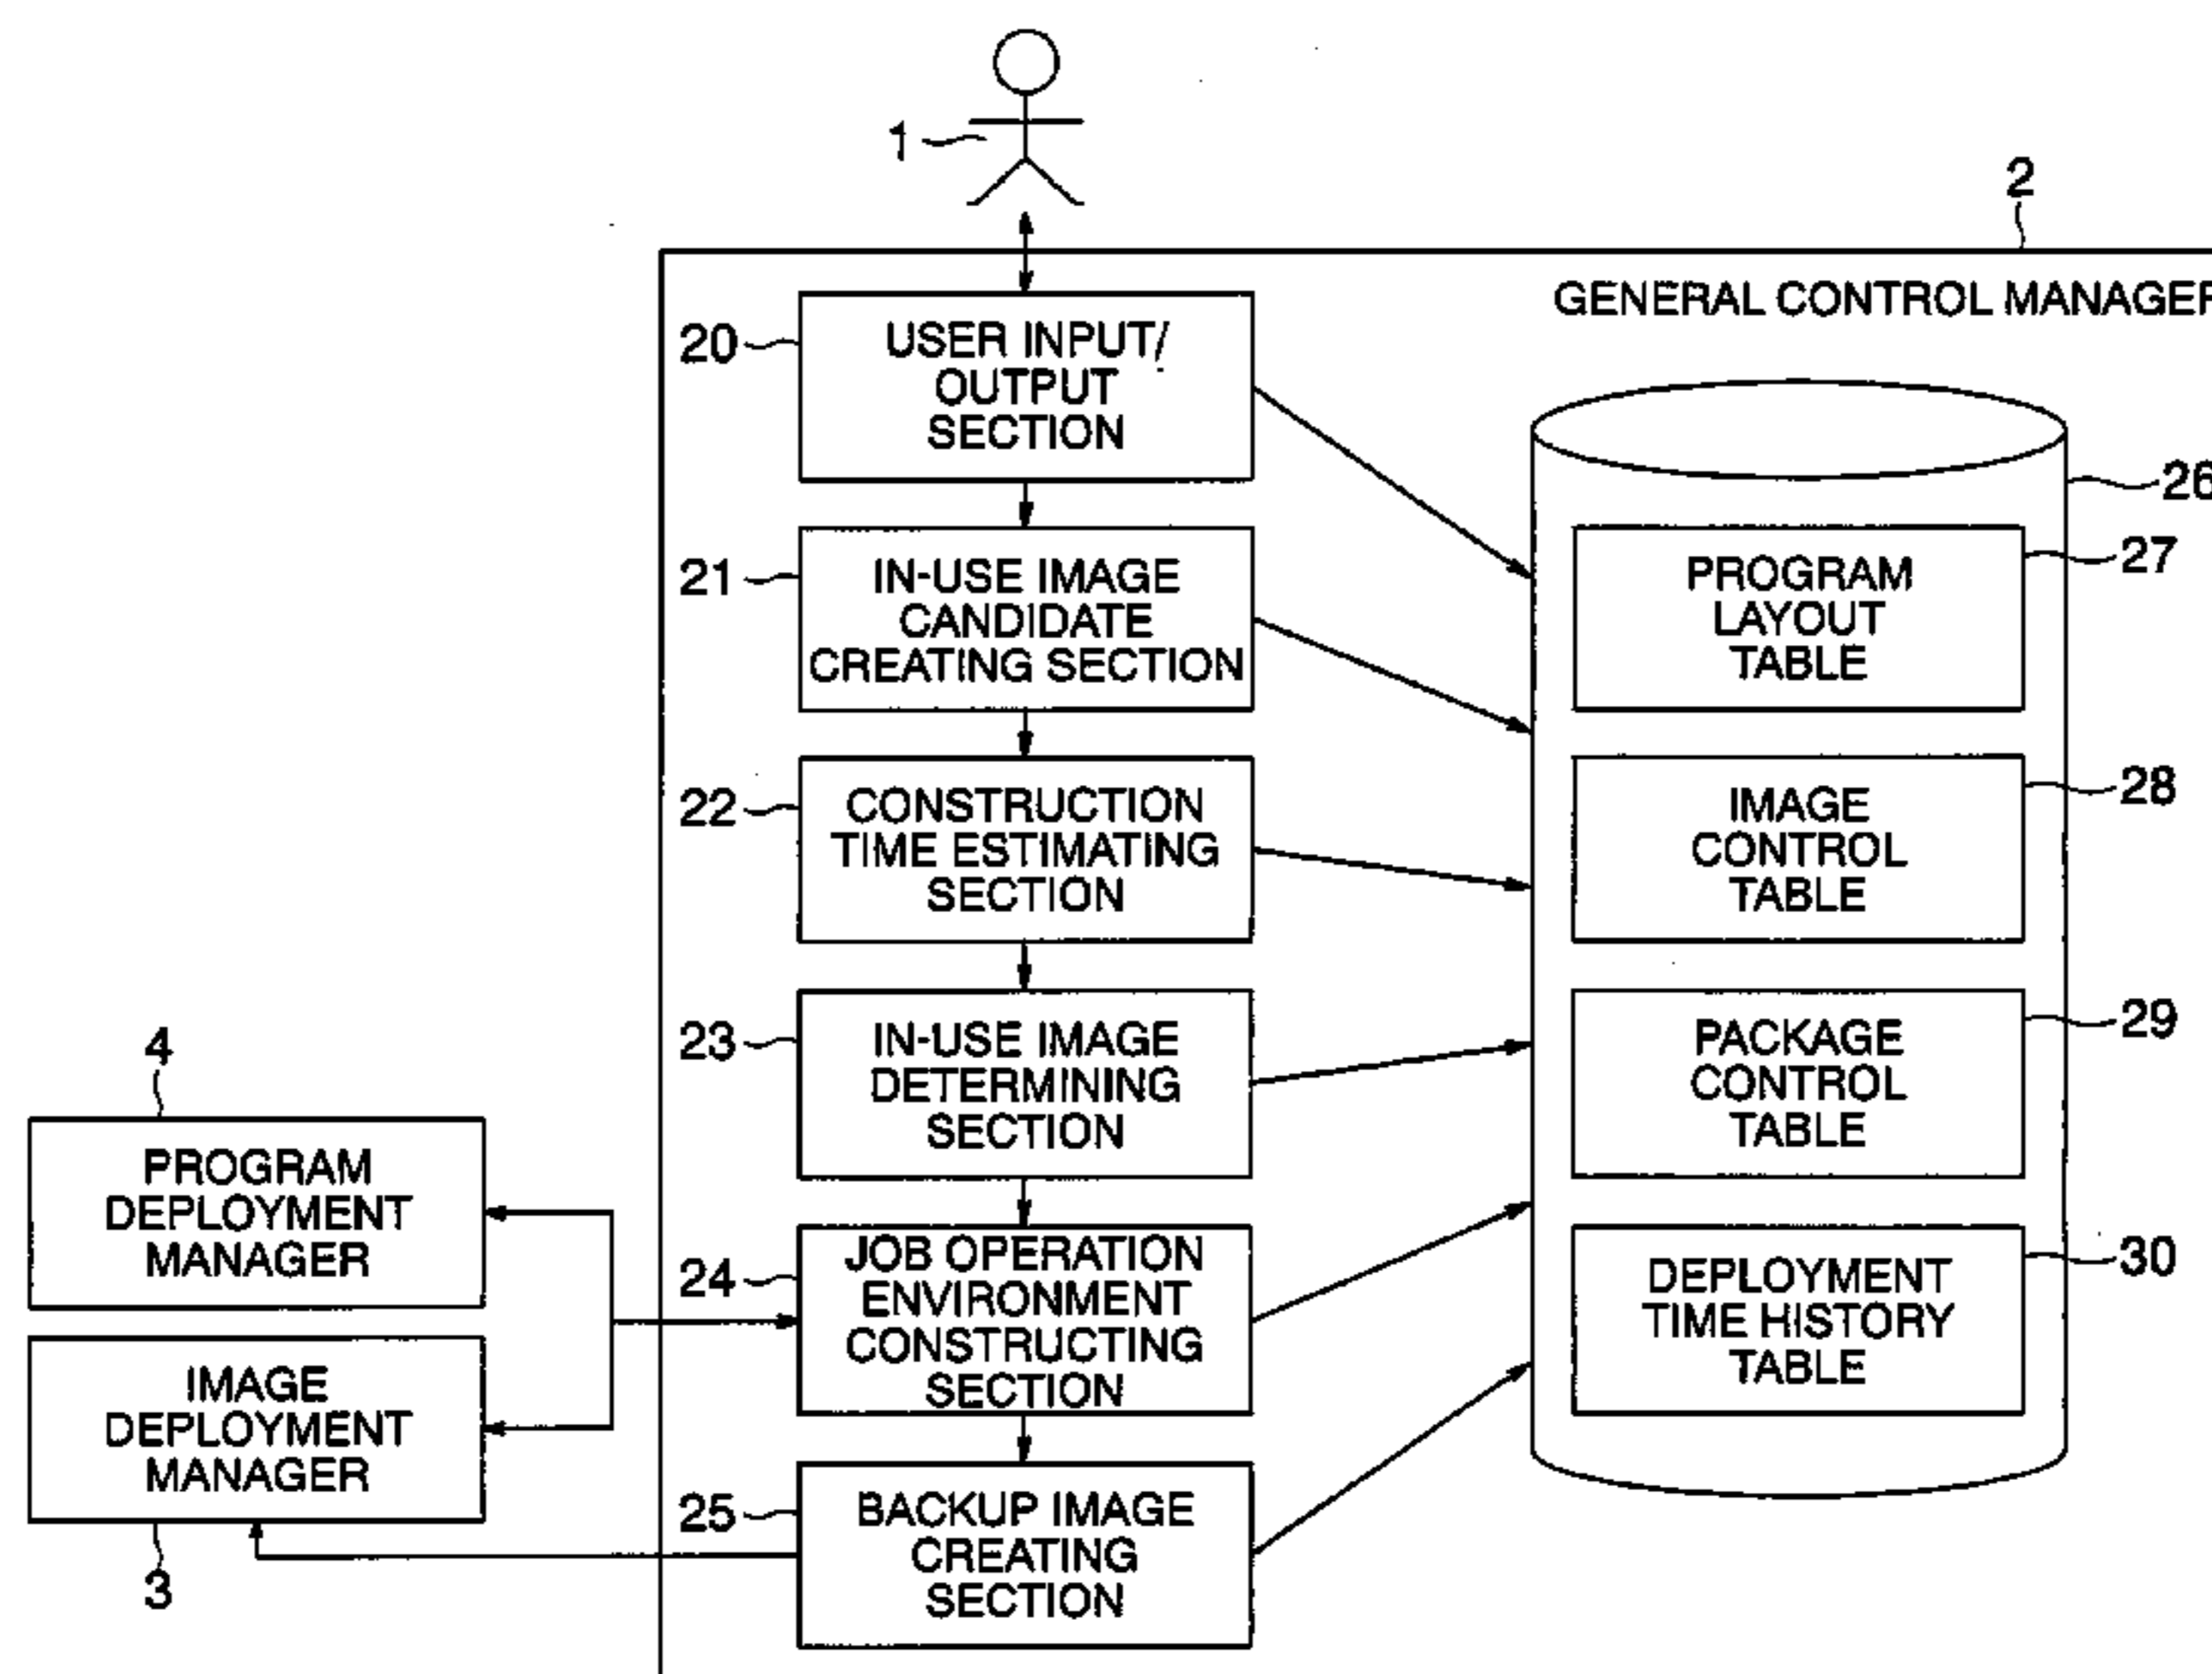 1
2
GENERAL CONTROL MANAGER
20
USER INPUT/
OUTPUT
SECTION
26
21
IN-USE IMAGE
CANDIDATE
CREATING SECTION
27
PROGRAM
LAYOUT
TABLE
22
CONSTRUCTION
TIME ESTIMATING
SECTION
28
IMAGE
CONTROL
TABLE
23
IN-USE IMAGE
DETERMINING
SECTION
29
PACKAGE
CONTROL
TABLE
4
PROGRAM
DEPLOYMENT
MANAGER
24
JOB OPERATION
ENVIRONMENT
CONSTRUCTING
SECTION
30
DEPLOYMENT
TIME HISTORY
TABLE
IMAGE
DEPLOYMENT
MANAGER
3
25
BACKUP IMAGE
CREATING
SECTION